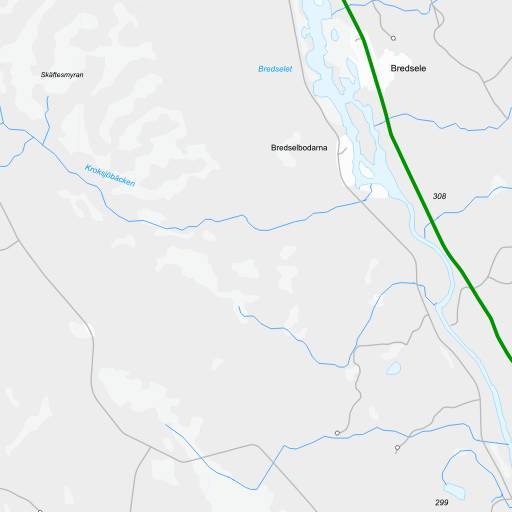 Bredselet
Bredsele
Skäftesmyran
Bredselbodarna
Kroksjöbäcken
308
299